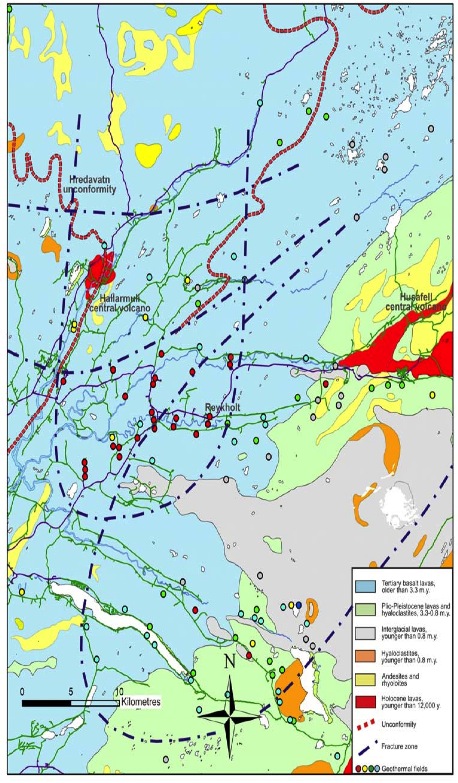 Hredavatn
unconformity
Hallarmuli
central volcano
Husafell
central volcano
Reykholt
N
0 5 10
Kilometres
Tertiary basalt lavas,
older than 3.3 m.y.
Plio-Pleistocene lavas and
hyaloclastites, 3.3-0.8 m.y.
Interglacial lavas,
younger than 0.8 m.y.
Hyaloclastites,
younger than 0.8 m.y.
Andesites and
rhyolites
Holocene lavas,
younger than 12,000 y.
Unconformity
Fracture zone
Geothermal fields